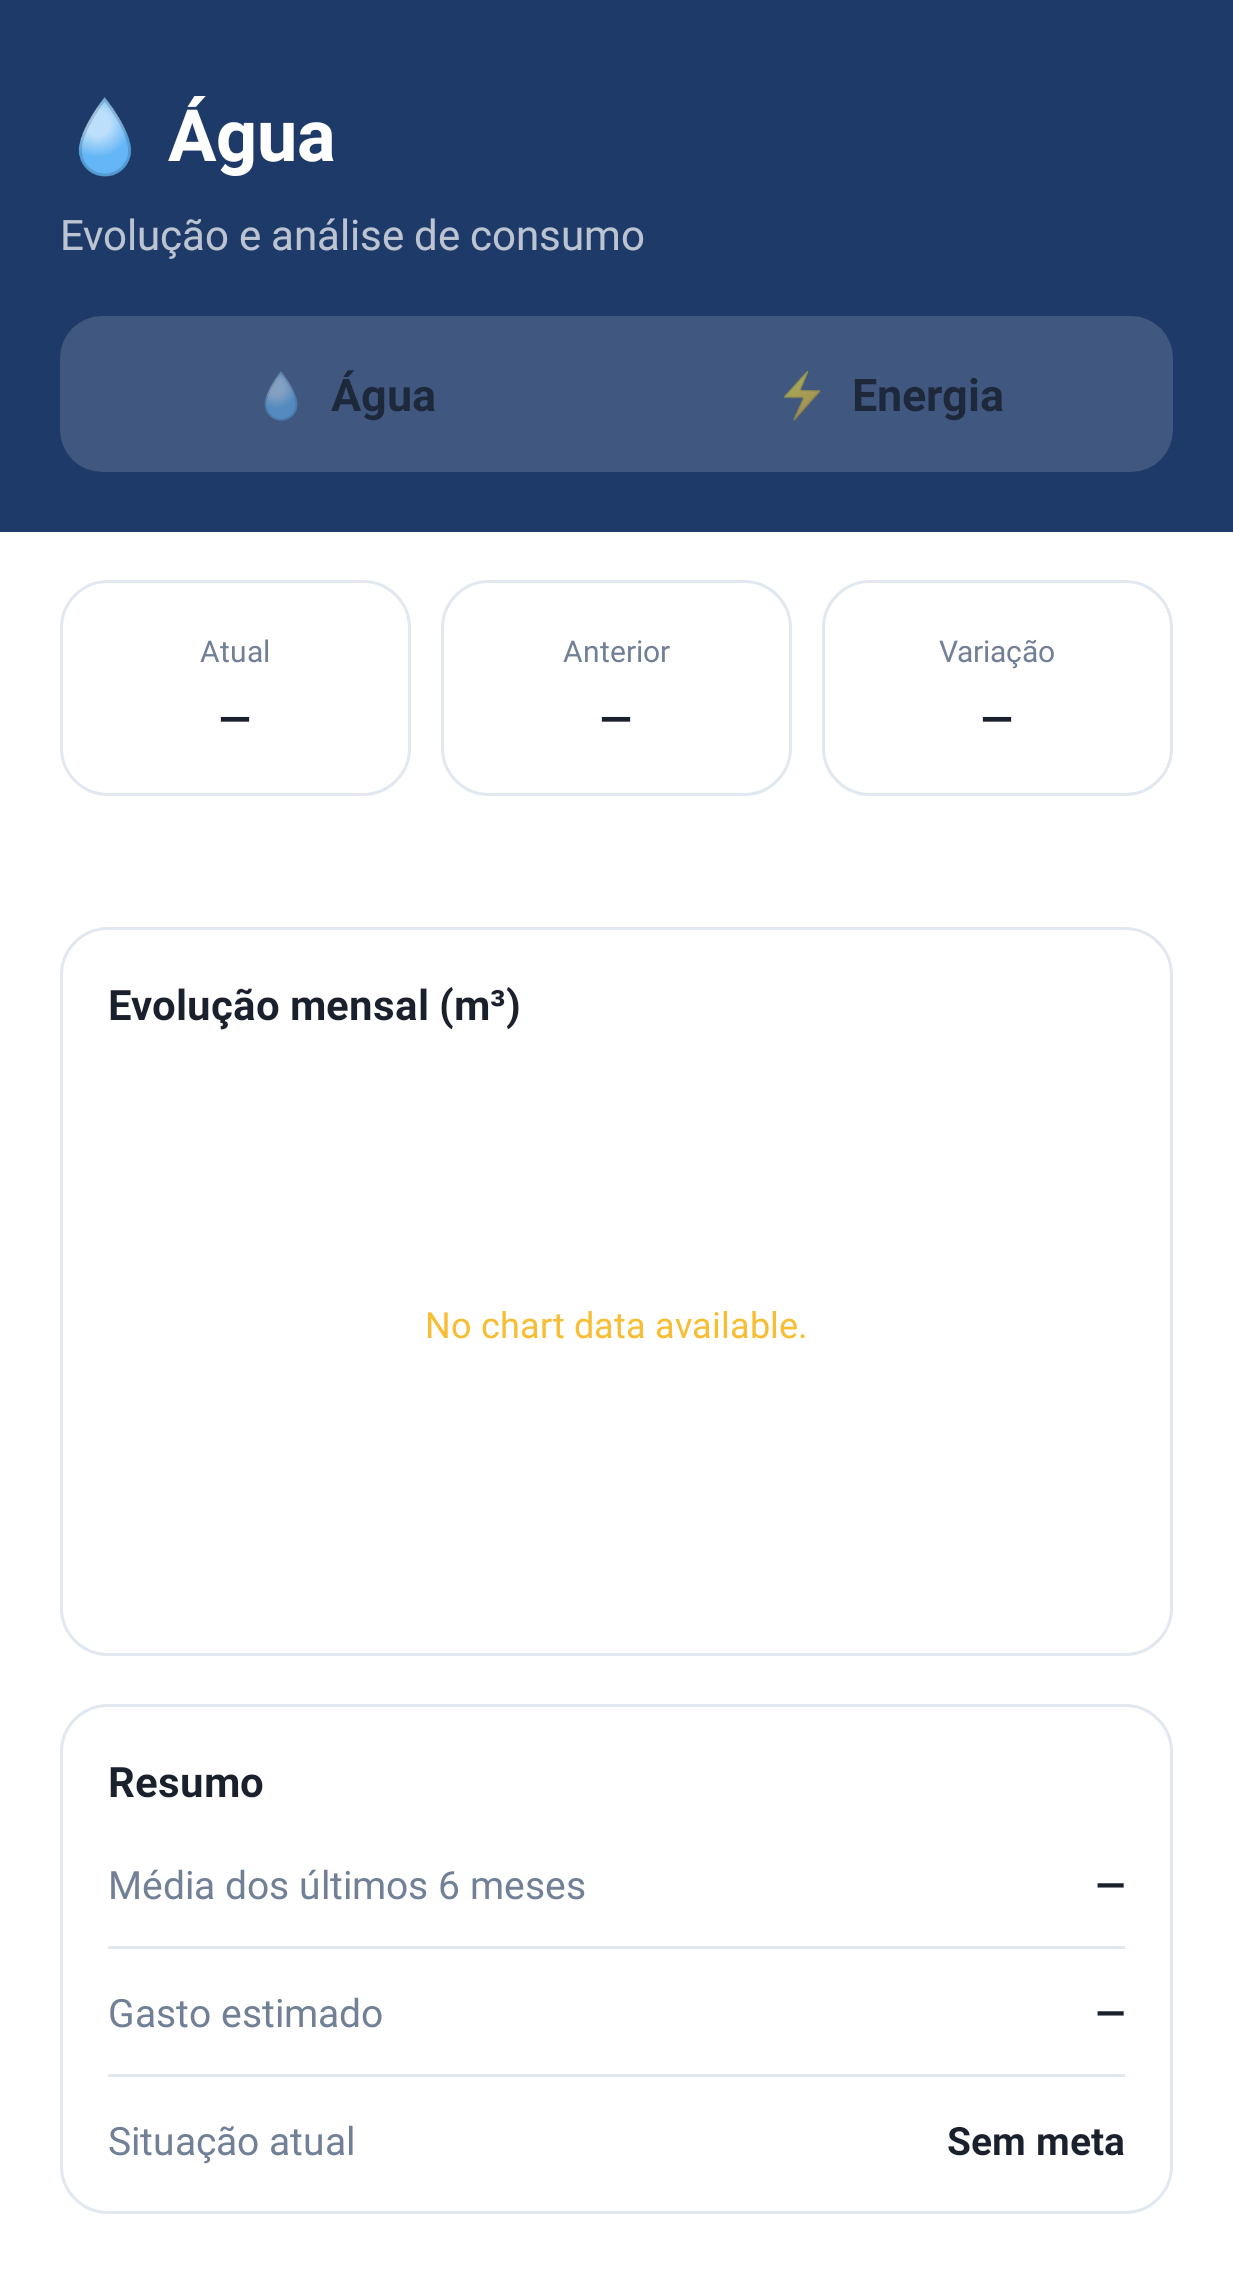 💧 Água
Evolução e análise de consumo
💧 Água
⚡ Energia
Atual
Anterior
Variação
—
—
—
Evolução mensal (m³)
No chart data available.
Resumo
Média dos últimos 6 meses —
Gasto estimado —
Situação atual Sem meta